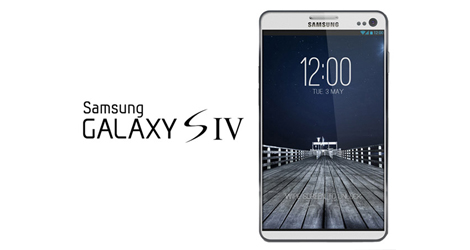 Samsung
GALAXY S IV
SAMSUNG
12:00
TUE, 3 MAY